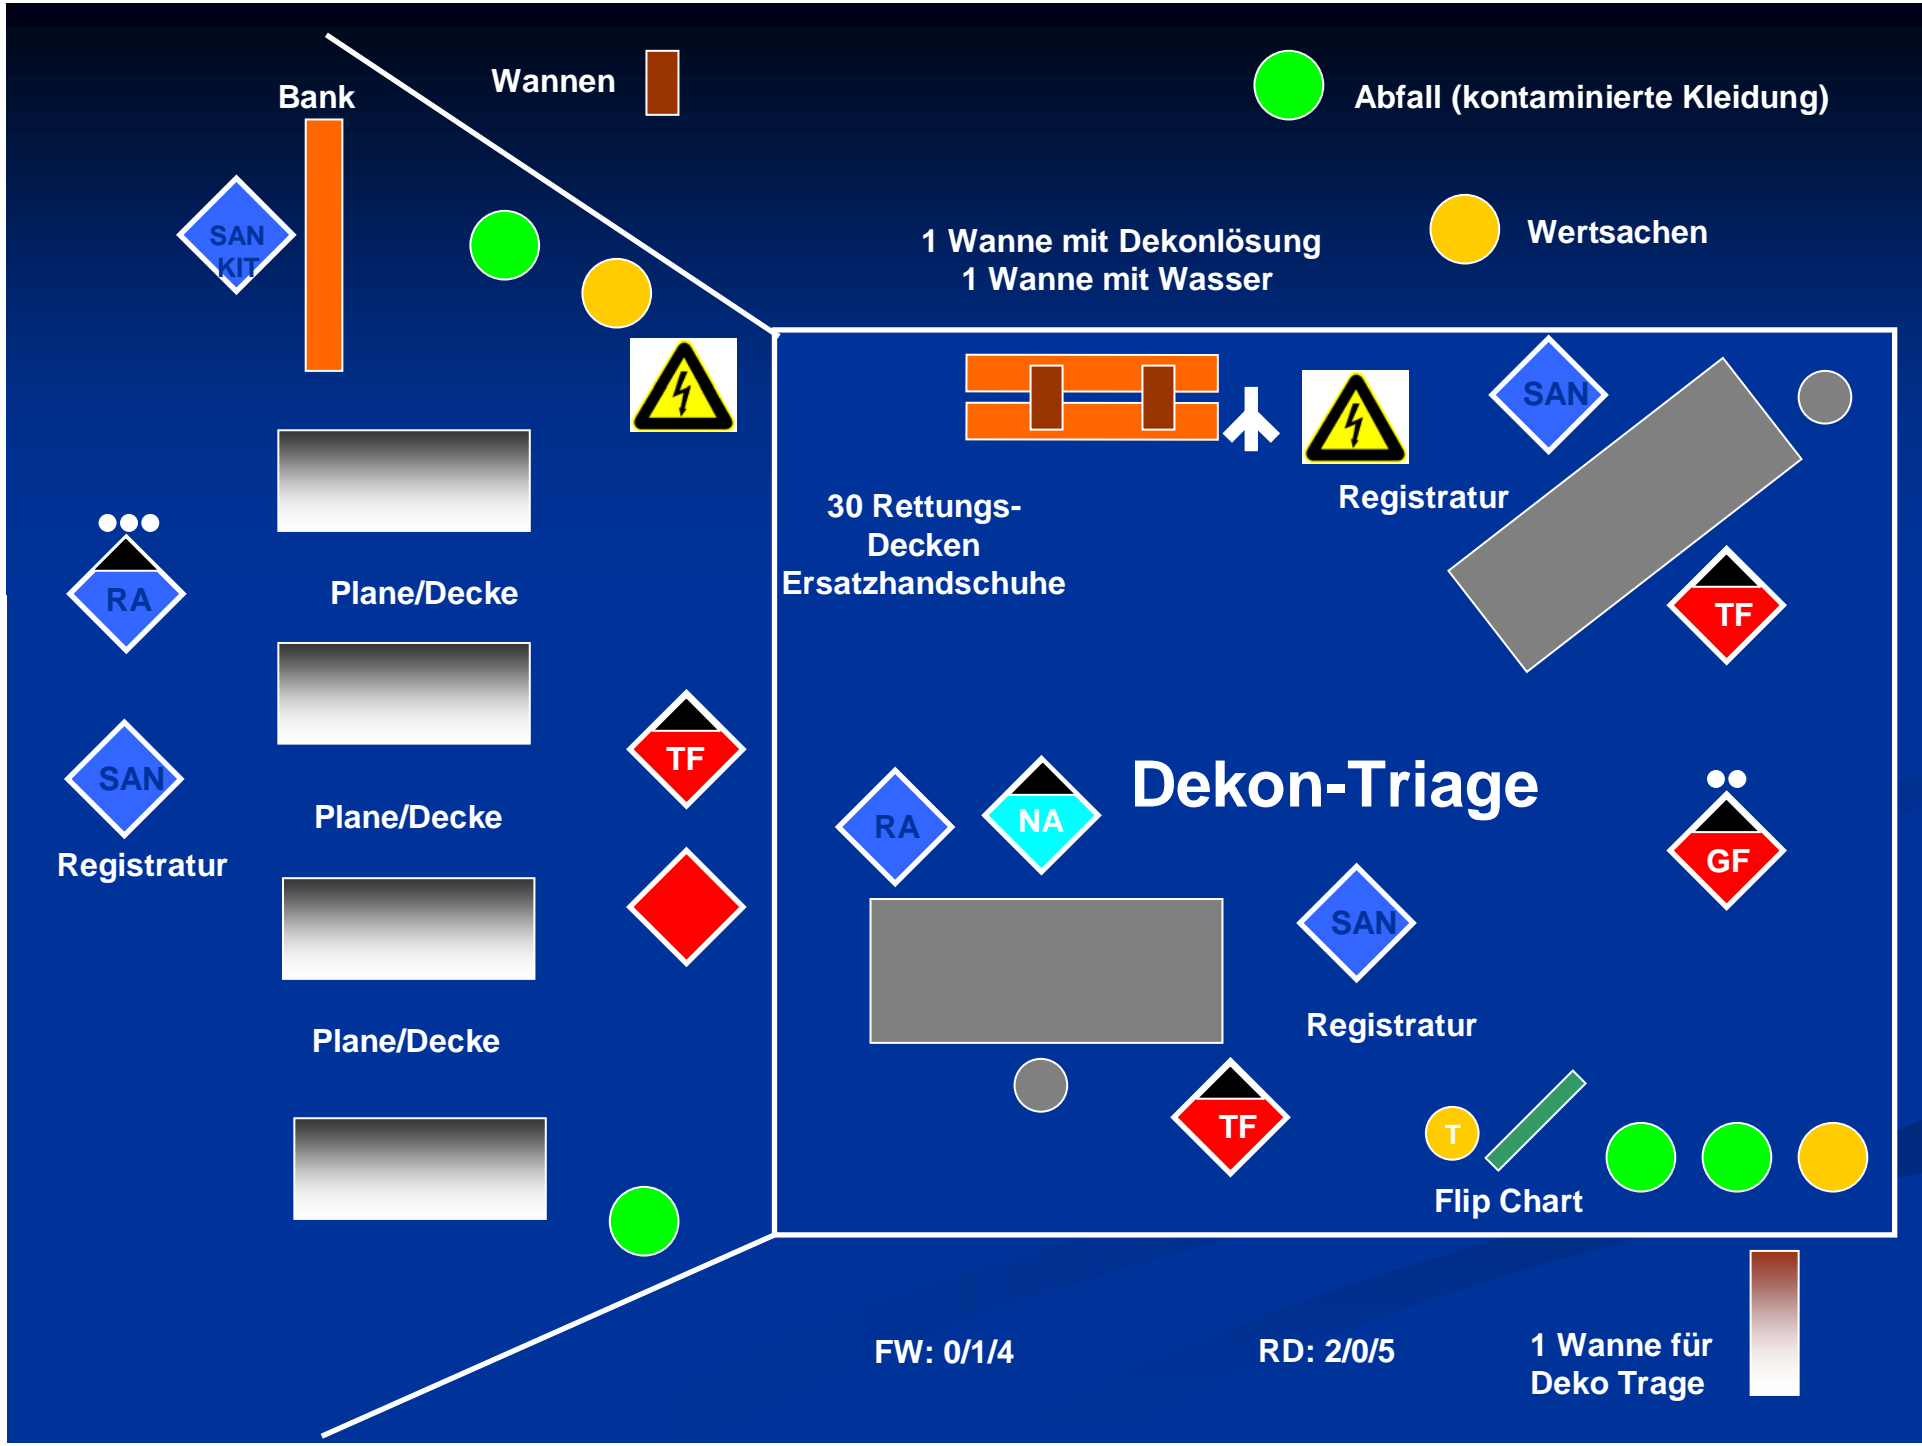 Wannen
Bank
Abfall (kontaminierte Kleidung)
SAN
KIT
1 Wanne mit Dekonlösung
1 Wanne mit Wasser
Wertsachen
SAN
Registratur
30 Rettungs-
Decken
Ersatzhandschuhe
RA
Plane/Decke
TF
TF
SAN
Plane/Decke
Registratur
RA
NA
Dekon-Triage
GF
SAN
Registratur
Plane/Decke
TF
T
Flip Chart
FW: 0/1/4
RD: 2/0/5
1 Wanne für
Deko Trage